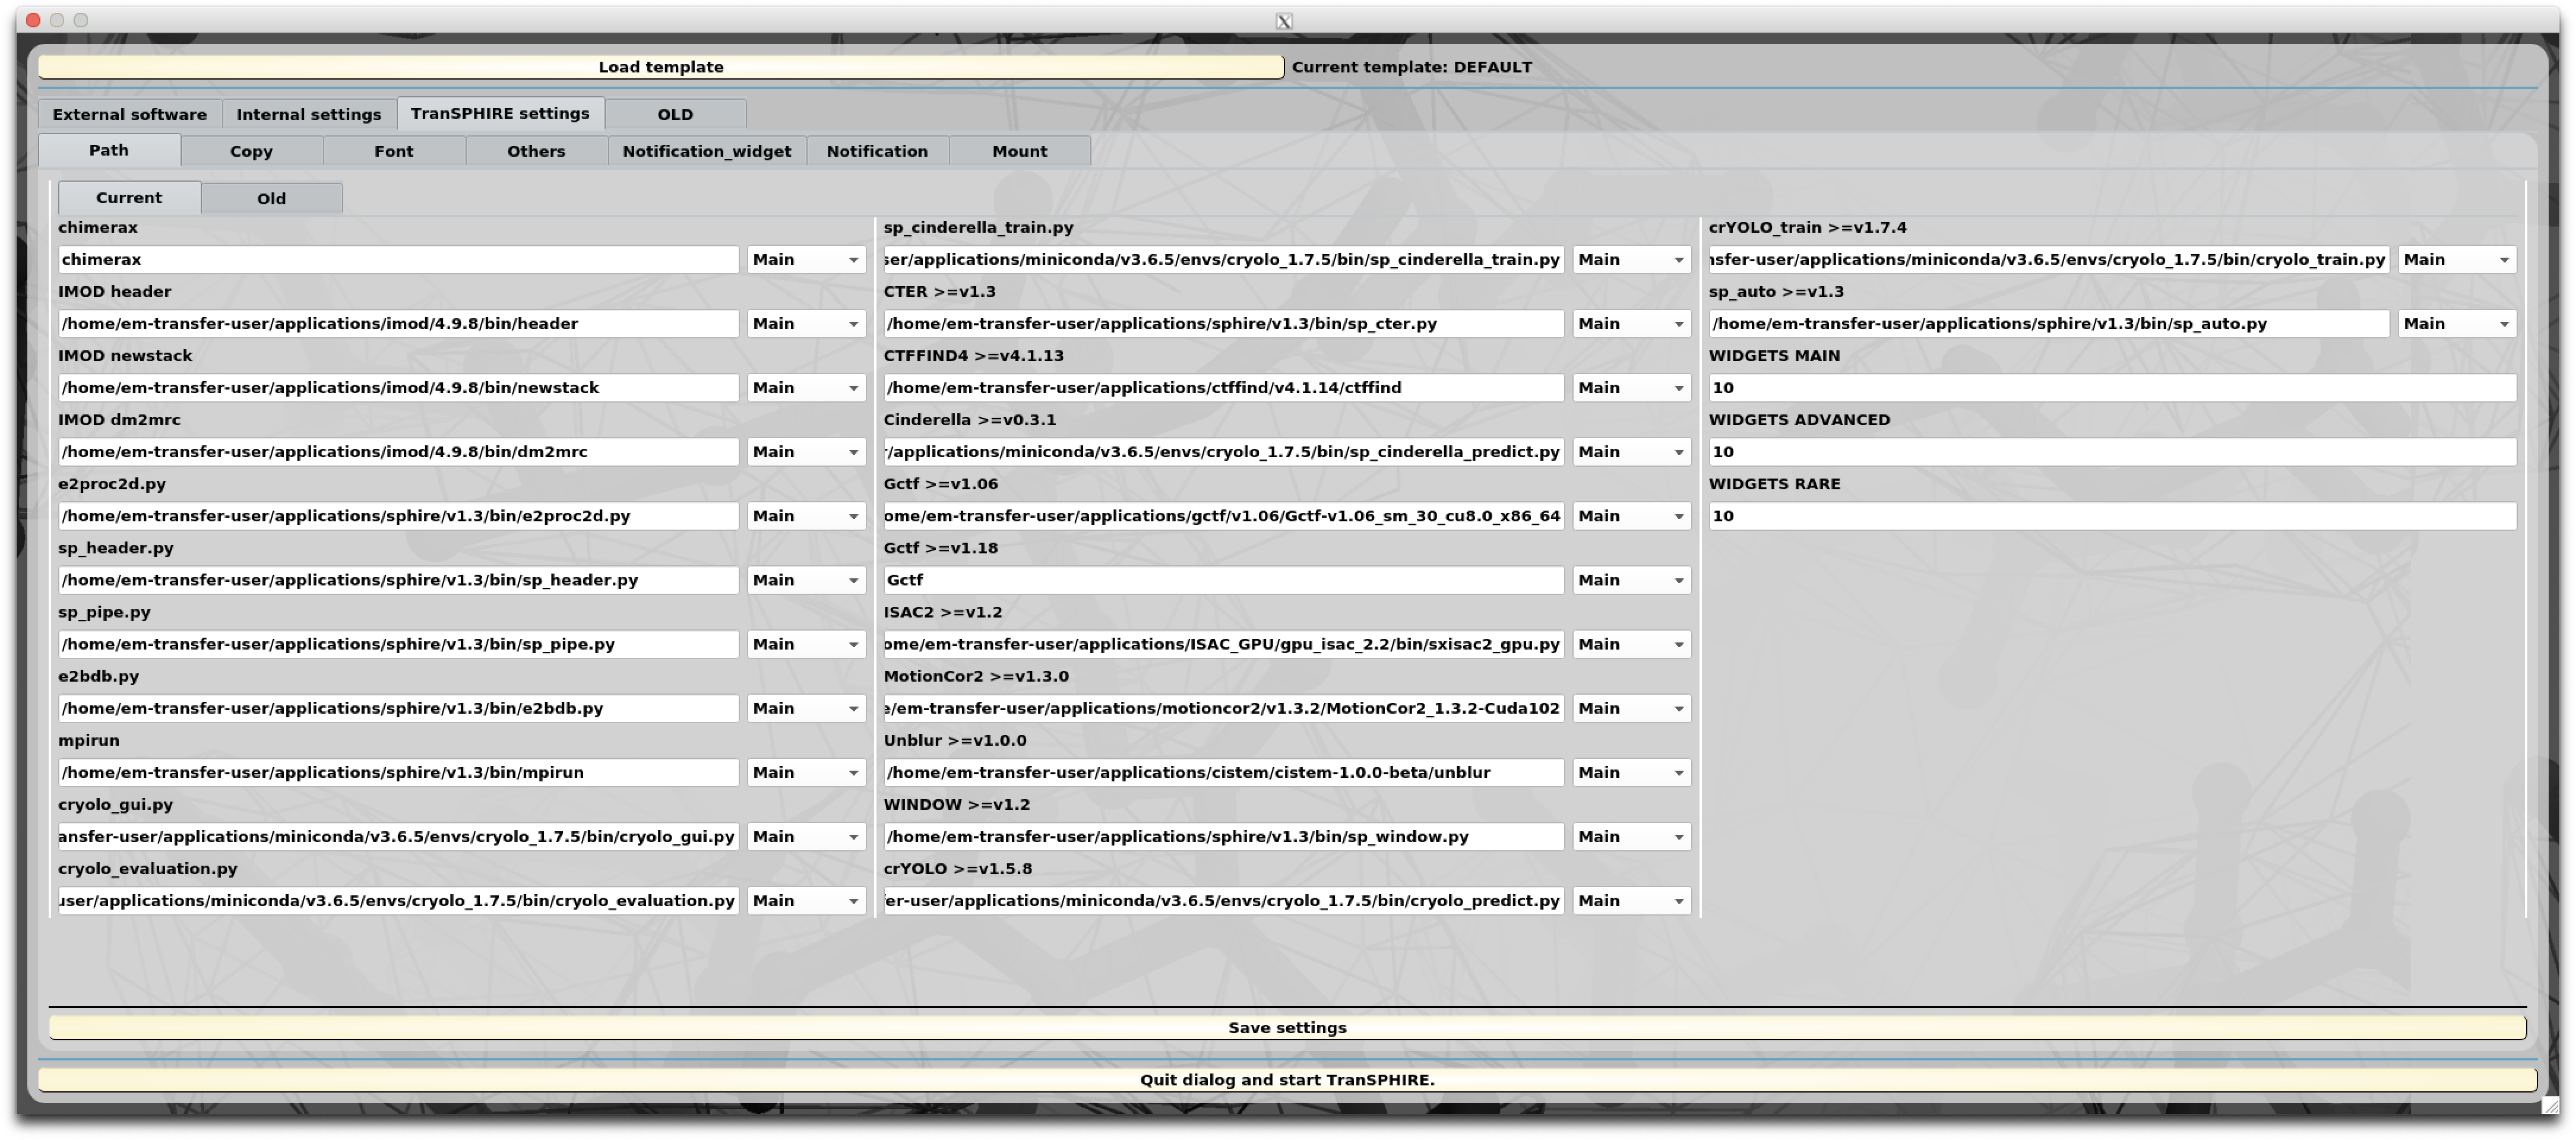 X
Load template
Current template: DEFAULT
External software
Internal settings
TranSPHIRE settings
OLD
Path
Copy
Font
Others
Notification_widget
Notification
Mount
Current
Old
chimerax
chimerax
Main
IMOD header
/home/em-transfer-user/applications/imod/4.9.8/bin/header
Main
IMOD newstack
/home/em-transfer-user/applications/imod/4.9.8/bin/newstack
Main
IMOD dm2mrc
/home/em-transfer-user/applications/imod/4.9.8/bin/dm2mrc
Main
e2proc2d.py
/home/em-transfer-user/applications/sphire/v1.3/bin/e2proc2d.py
Main
sp_header.py
/home/em-transfer-user/applications/sphire/v1.3/bin/sp_header.py
Main
sp_pipe.py
/home/em-transfer-user/applications/sphire/v1.3/bin/sp_pipe.py
Main
e2bdb.py
/home/em-transfer-user/applications/sphire/v1.3/bin/e2bdb.py
Main
mpirun
/home/em-transfer-user/applications/sphire/v1.3/bin/mpirun
Main
cryolo_gui.py
ansfer-user/applications/miniconda/v3.6.5/envs/cryolo_1.7.5/bin/cryolo_gui.py
Main
cryolo_evaluation.py
user/applications/miniconda/v3.6.5/envs/cryolo_1.7.5/bin/cryolo_evaluation.py
Main
sp_cinderella_train.py
ser/applications/miniconda/v3.6.5/envs/cryolo_1.7.5/bin/sp_cinderella_train.py
Main
CTER >=v1.3
/home/em-transfer-user/applications/sphire/v1.3/bin/sp_cter.py
Main
CTFFIND4 >=v4.1.13
/home/em-transfer-user/applications/ctffind/v4.1.14/ctffind
Main
Cinderella >=v0.3.1
r/applications/miniconda/v3.6.5/envs/cryolo_1.7.5/bin/sp_cinderella_predict.py
Main
Gctf >=v1.06
ome/em-transfer-user/applications/gctf/v1.06/Gctf-v1.06_sm_30_cu8.0_x86_64
Main
Gctf >=v1.18
Gctf
Main
ISAC2 >=v1.2
ome/em-transfer-user/applications/ISAC_GPU/gpu_isac_2.2/bin/sxisac2_gpu.py
Main
MotionCor2 >=v1.3.0
e/em-transfer-user/applications/motioncor2/v1.3.2/MotionCor2_1.3.2-Cuda102
Main
Unblur >=v1.0.0
/home/em-transfer-user/applications/cistem/cistem-1.0.0-beta/unblur
Main
WINDOW >=v1.2
/home/em-transfer-user/applications/sphire/v1.3/bin/sp_window.py
Main
crYOLO >=v1.5.8
er-user/applications/miniconda/v3.6.5/envs/cryolo_1.7.5/bin/cryolo_predict.py
Main
crYOLO_train >=v1.7.4
nsfer-user/applications/miniconda/v3.6.5/envs/cryolo_1.7.5/bin/cryolo_train.py
Main
sp_auto >=v1.3
/home/em-transfer-user/applications/sphire/v1.3/bin/sp_auto.py
Main
WIDGETS MAIN
10
WIDGETS ADVANCED
10
WIDGETS RARE
10
Save settings
Quit dialog and start TranSPHIRE.